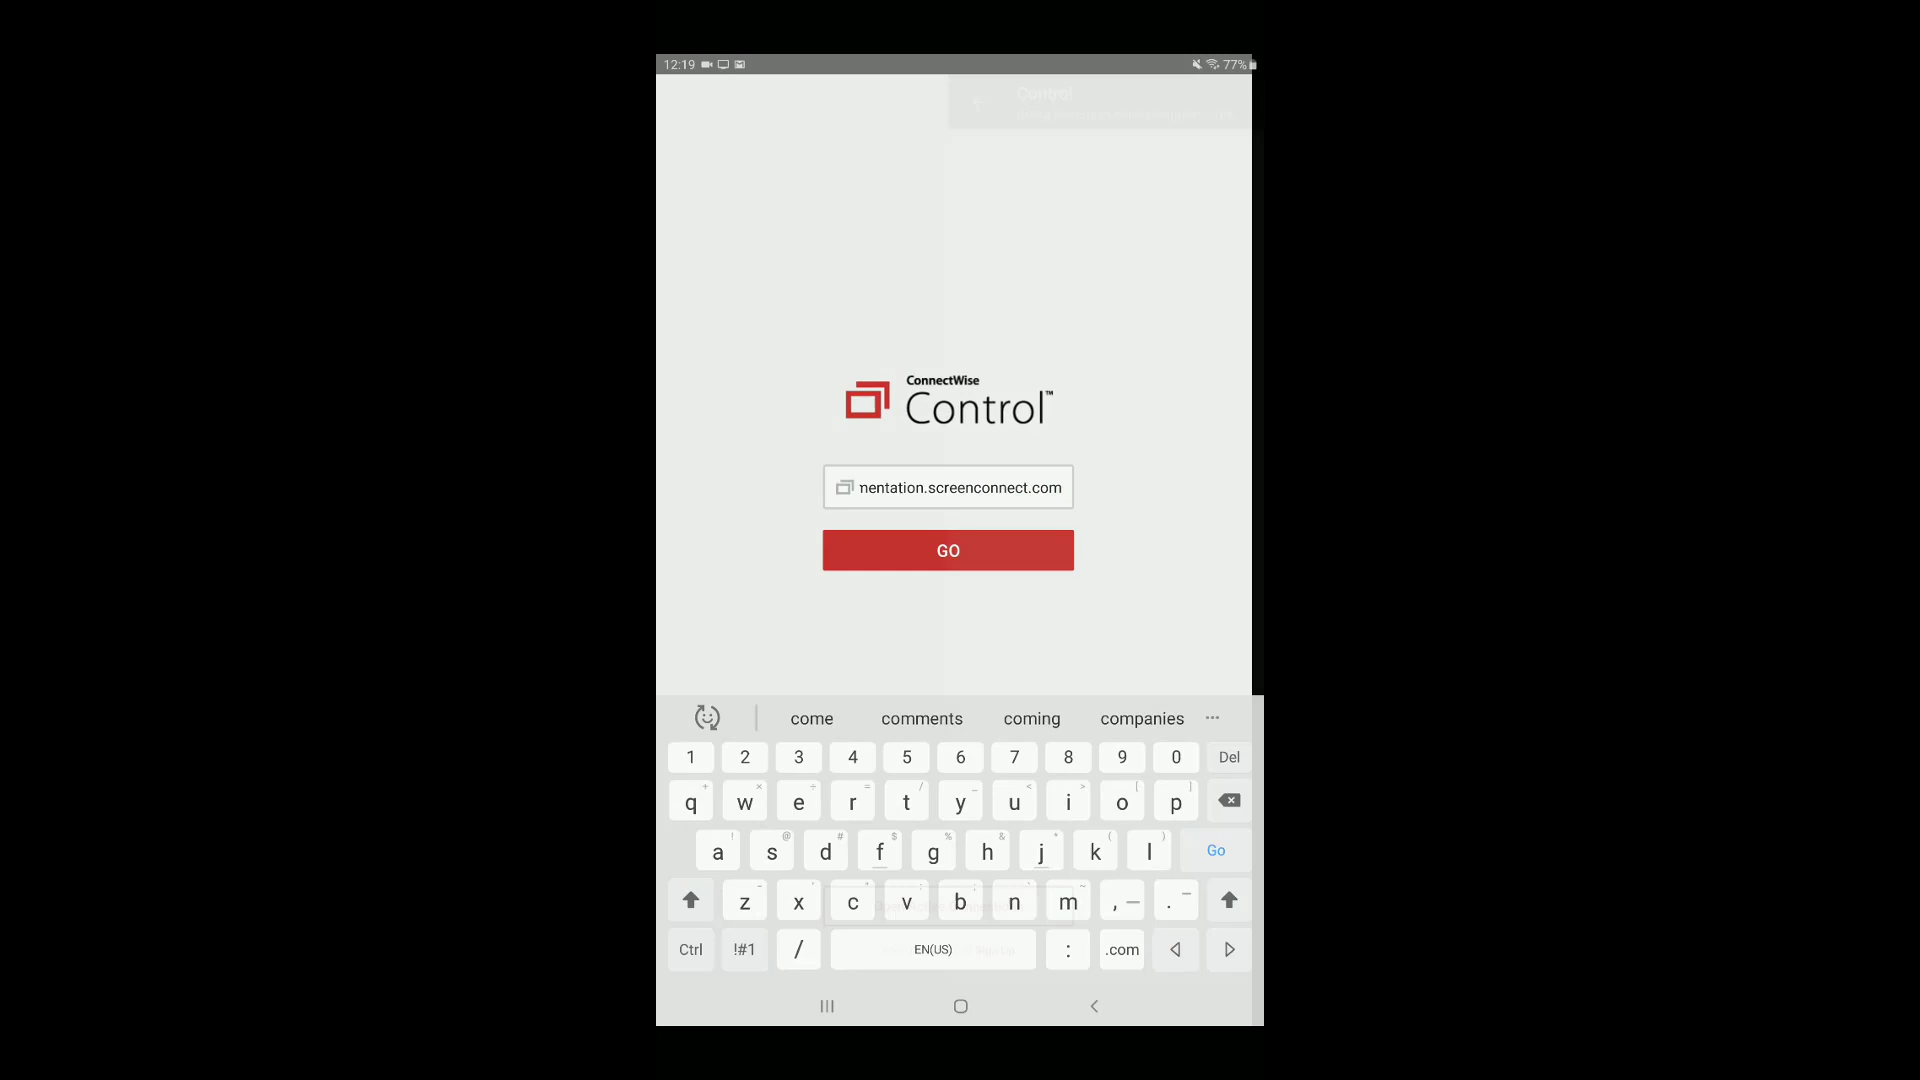 12:19 77%
Control
ConnectWise
Control™
nentation.screenconnect.com
GO
come comments coming companies ...
1 2 3 4 5 6 7 8 9 0 Del
q w e r t y u i o p
a s d f g h j k l Go
z x c v b n m , .
Ctrl !#1 / EN(US) : .com